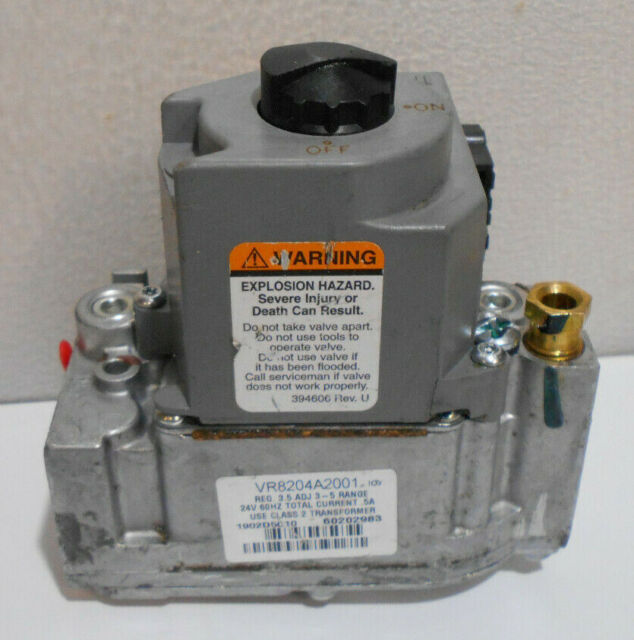 ON
OFF
WARNING
EXPLOSION HAZARD.
Severe Injury or
Death Can Result.
Do not take valve apart.
Do not use tools to
operate valve.
Do not use valve if
it has been flooded.
Call serviceman if valve
does not work properly.
394606 Rev. U
VR8204A2001
REG 3.5 ADJ 3-5 RANGE
24V 60HZ TOTAL CURRENT .5A
USE CLASS 2 TRANSFORMER
1902D5C10 60202983